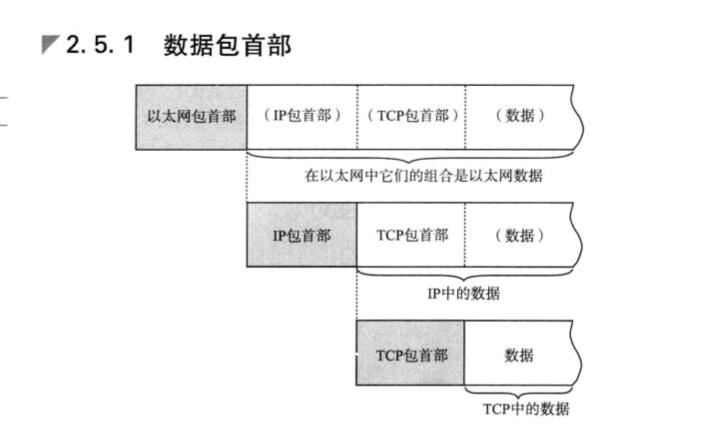 2.5.1 数据包首部
以太网包首部 （IP包首部） （TCP包首部） （数据）
在以太网中它们的组合是以太网数据
IP包首部 TCP包首部 （数据）
IP中的数据
TCP包首部 数据
TCP中的数据